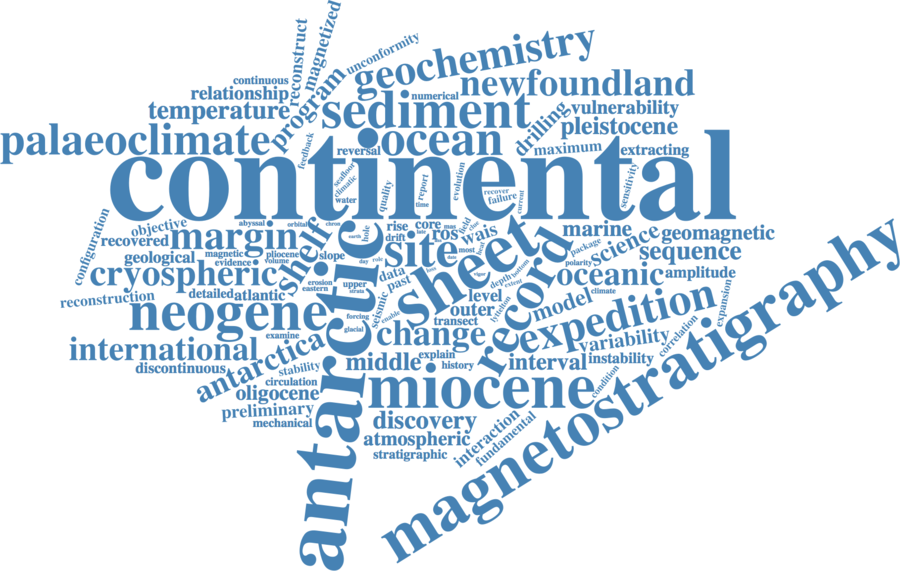 reconstruct
magnetized
unconformity
geochemistry
continuous
relationship
temperature
program
numerical
newfoundland
sediment
drilling
vulnerability
pleistocene
palaeoclimate
feedback
reversal
ocean
maximum
extracting
continental
seafloor
climatic
water
quality
report
time
evolution
recover
failure
current
sensitivity
configuration
objective
recovered
abyssal
orbital
chron
margin
shelf
geological
magnetic
evidence
pliocene
volume
slope
earth
hole
day
role
rise
core
drift
late
ros
site
most
data
wais
field
sheet
record
marine
package
polarity
science
geomagnetic
sequence
cryospheric
erosion
eastern
upper
strata
data
past
seismic
enable
depth
bottom
extent
oceanic
amplitude
reconstruction
detailed
atlantic
level
outer
transect
lyttelton
model
climate
neogene
forcing
glacial
antarctic
change
expedition
variability
correlation
expansion
examine
international
discontinuous
antarctica
stability
middle
explain
history
interval
instability
condition
circulation
oligocene
preliminary
mechanical
miocene
discovery
atmospheric
stratigraphic
interaction
fundamental
magnetostratigraphy